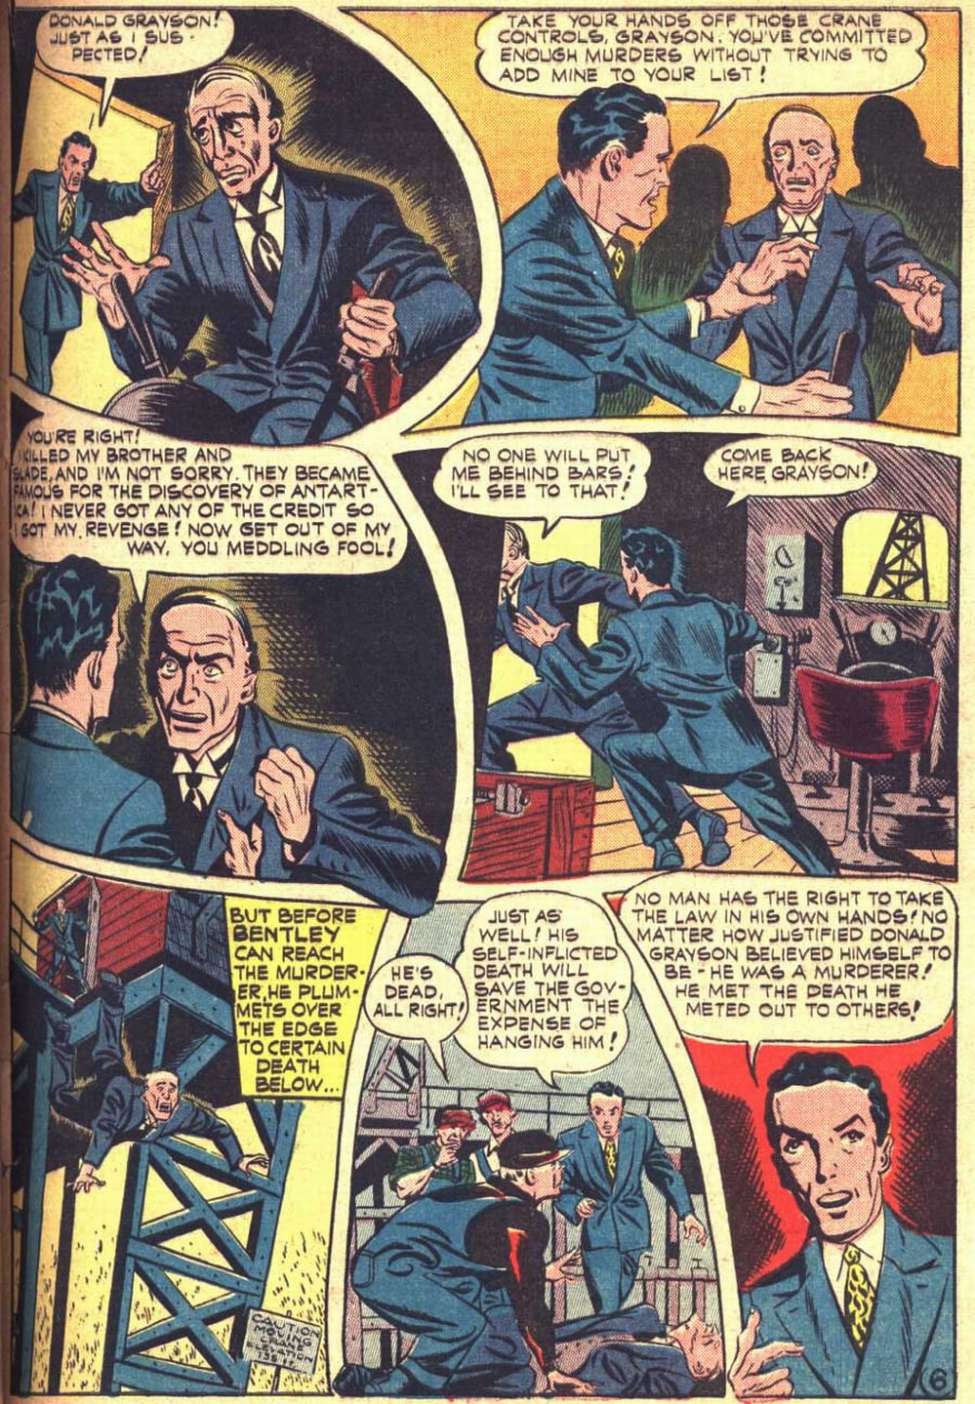 DONALD GRAYSON!
JUST AS I SUS-
PECTED!
TAKE YOUR HANDS OFF THOSE CRANE
CONTROLS, GRAYSON. YOU'VE COMMITTED
ENOUGH MURDERS WITHOUT TRYING TO
ADD MINE TO YOUR LIST!
YOU'RE RIGHT!
I KILLED MY BROTHER AND
SLADE, AND I'M NOT SORRY. THEY BECAME
FAMOUS FOR THE DISCOVERY OF ANTART-
ICA! I NEVER GOT ANY OF THE CREDIT SO
I GOT MY REVENGE! NOW GET OUT OF MY
WAY, YOU MEDDLING FOOL!
NO ONE WILL PUT
ME BEHIND BARS!
I'LL SEE TO THAT!
COME BACK
HERE, GRAYSON!
BUT BEFORE
BENTLEY
CAN REACH
THE MURDER-
ER, HE PLUM-
METS OVER
THE EDGE
TO CERTAIN
DEATH
BELOW...
CAUTION
MOVING
CRANE
ELEVATION
35 FT.
HE'S
DEAD,
ALL RIGHT!
JUST AS
WELL! HIS
SELF-INFLICTED
DEATH WILL
SAVE THE GOV-
ERNMENT THE
EXPENSE OF
HANGING HIM!
NO MAN HAS THE RIGHT TO TAKE
THE LAW IN HIS OWN HANDS! NO
MATTER HOW JUSTIFIED DONALD
GRAYSON BELIEVED HIMSELF TO
BE - HE WAS A MURDERER!
HE MET THE DEATH HE
METED OUT TO OTHERS!
6